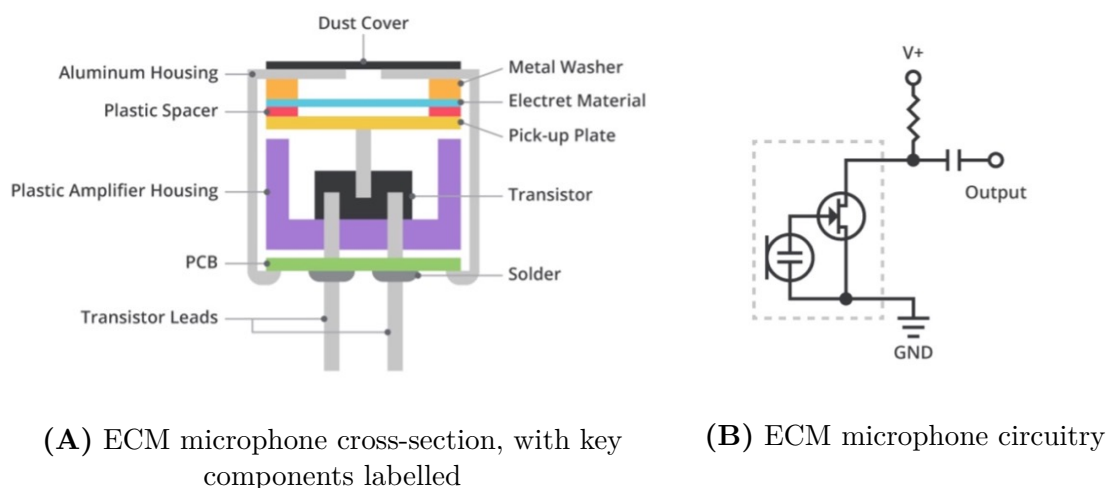 Dust Cover
Aluminum Housing
Metal Washer
Plastic Spacer
Electret Material
Pick-up Plate
Plastic Amplifier Housing
Transistor
PCB
Solder
Transistor Leads
V+
Output
GND
(A) ECM microphone cross-section, with key
components labelled
(B) ECM microphone circuitry